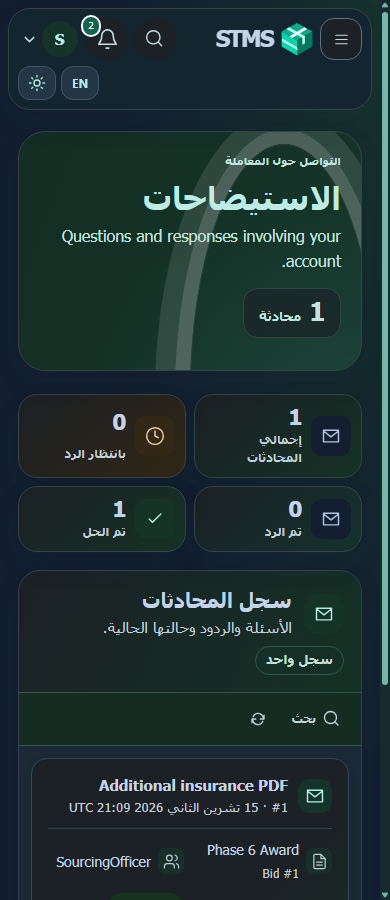 STMS
2
S
EN
التواصل حول المعاملة
الاستيضاحات
Questions and responses involving your
account.
1 محادثة
1
إجمالي
المحادثات
0
بانتظار الرد
0
تم الرد
1
تم الحل
سجل المحادثات
الأسئلة والردود وحالتها الحالية.
سجل واحد
بحث
Additional insurance PDF
#1 · 15 تشرين الثاني 2026 21:09 UTC
Phase 6 Award
Bid #1
SourcingOfficer